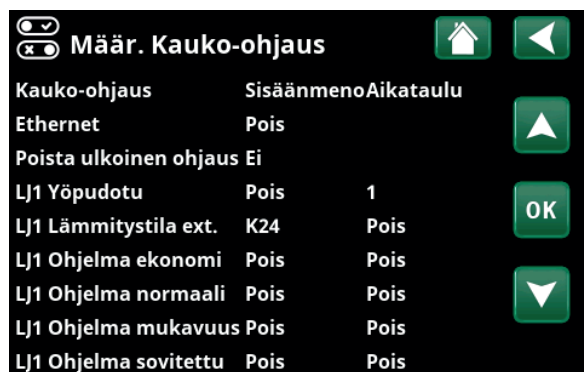 Määr. Kauko-ohjaus
Kauko-ohjaus Sisäänmeno Aikataulu
Ethernet Pois
Poista ulkoinen ohjaus Ei
LJ1 Yöpudotu Pois 1
LJ1 Lämmitystila ext. K24 Pois
LJ1 Ohjelma ekonomi Pois Pois
LJ1 Ohjelma normaali Pois Pois
LJ1 Ohjelma mukavuus Pois Pois
LJ1 Ohjelma sovitettu Pois Pois
OK